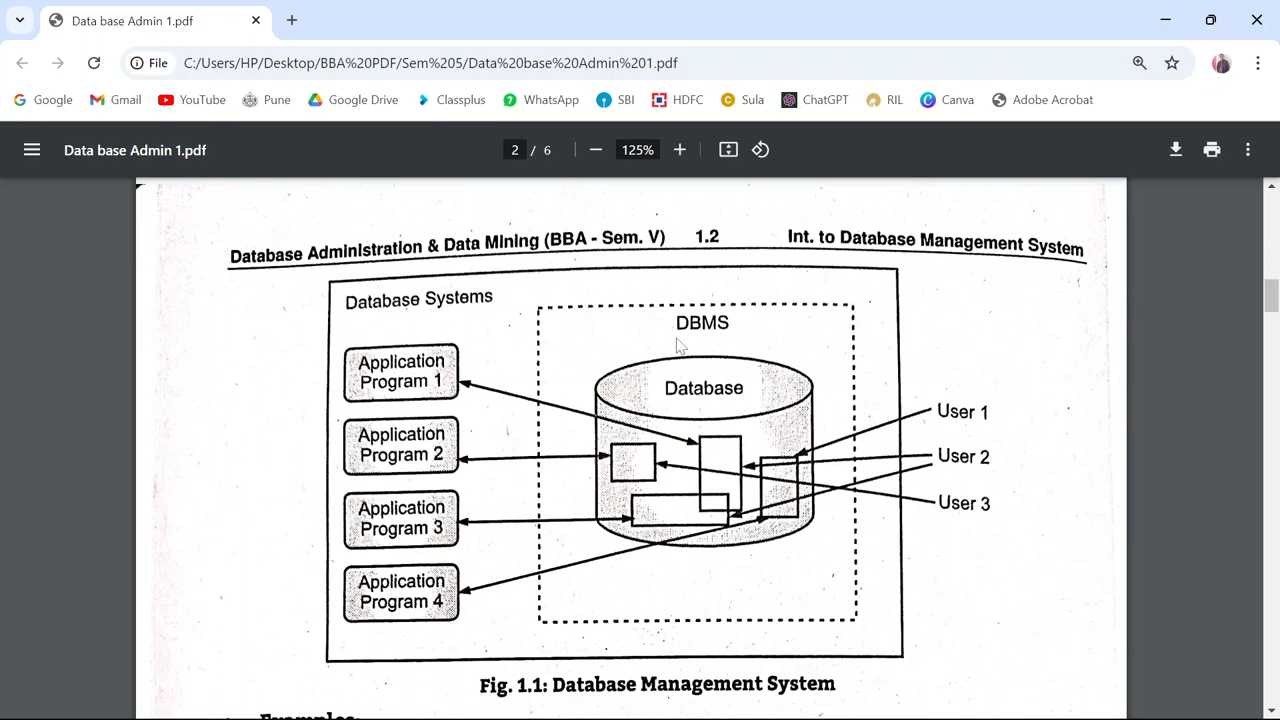 Data base Admin 1.pdf
File
C:/Users/HP/Desktop/BBA%20PDF/Sem%205/Data%20base%20Admin%201.pdf
Google
Gmail
YouTube
Pune
Google Drive
Classplus
WhatsApp
SBI
HDFC
Sula
ChatGPT
RIL
Canva
Adobe Acrobat
Data base Admin 1.pdf
2 / 6
125%
Database Administration & Data Mining (BBA - Sem. V) 1.2 Int. to Database Management System
Database Systems
DBMS
Database
Application
Program 1
Application
Program 2
Application
Program 3
Application
Program 4
User 1
User 2
User 3
Fig. 1.1: Database Management System
Examples: